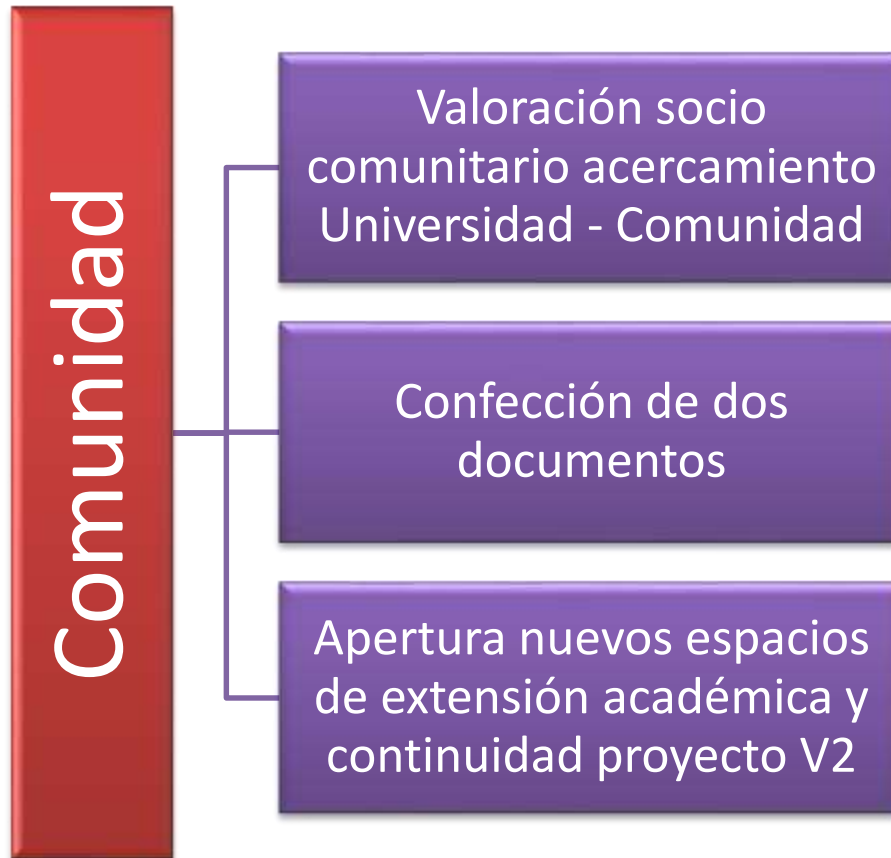 Comunidad
Valoración socio
comunitario acercamiento
Universidad - Comunidad
Confección de dos
documentos
Apertura nuevos espacios
de extensión académica y
continuidad proyecto V2